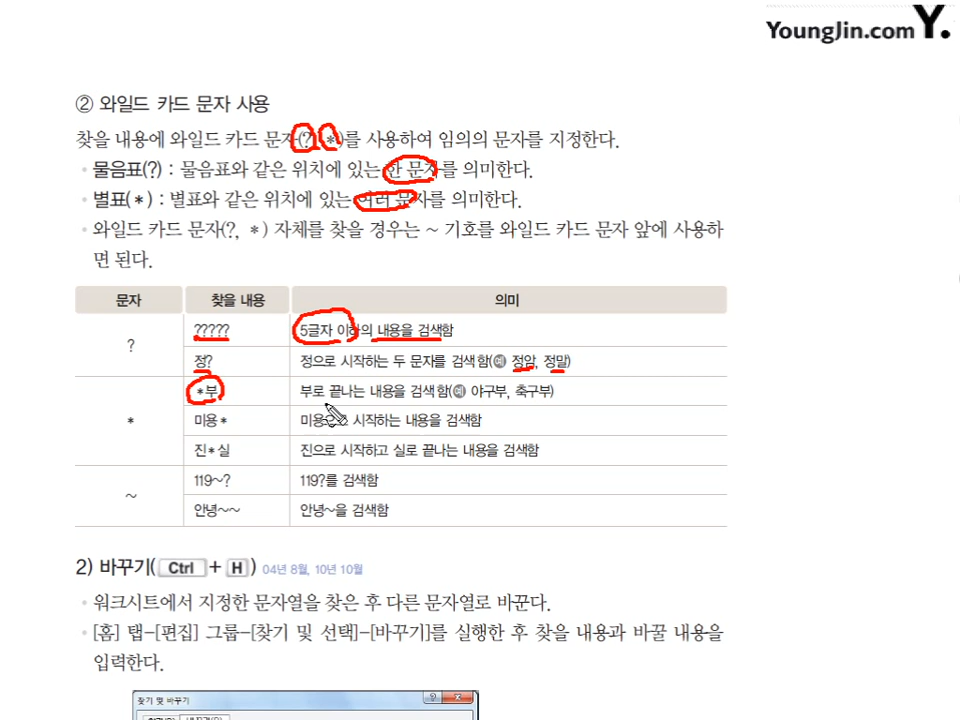 YoungJin.com Y.
② 와일드 카드 문자 사용
찾을 내용에 와일드 카드 문자(?, *)를 사용하여 임의의 문자를 지정한다.
• 물음표(?) : 물음표와 같은 위치에 있는 한 문자를 의미한다.
• 별표(*) : 별표와 같은 위치에 있는 여러 문자를 의미한다.
• 와일드 카드 문자(?, *) 자체를 찾을 경우는 ~ 기호를 와일드 카드 문자 앞에 사용하
면 된다.
문자 찾을 내용 의미
? ????? 5글자 이하의 내용을 검색함
정? 정으로 시작하는 두 문자를 검색함(예 정암, 정말)
* *부 부로 끝나는 내용을 검색함(예 야구부, 축구부)
미용* 미용으로 시작하는 내용을 검색함
진*실 진으로 시작하고 실로 끝나는 내용을 검색함
~ 119~? 119?를 검색함
안녕~~ 안녕~을 검색함
2) 바꾸기(Ctrl + H) 04년 8월, 10년 10월
• 워크시트에서 지정한 문자열을 찾은 후 다른 문자열로 바꾼다.
• [홈] 탭-[편집] 그룹-[찾기 및 선택]-[바꾸기]를 실행한 후 찾을 내용과 바꿀 내용을
입력한다.
찾기 및 바꾸기